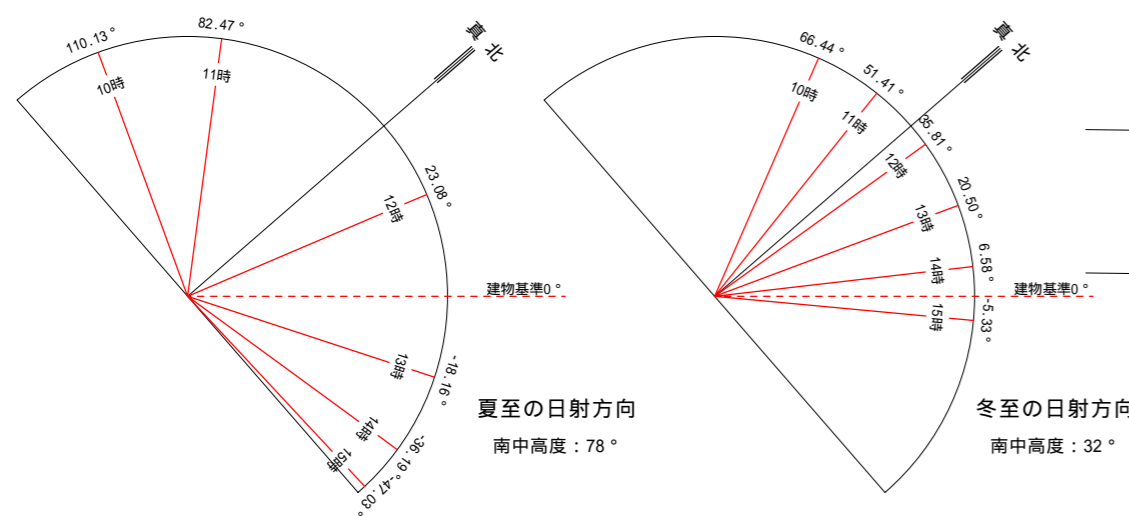 110.13°
10時
82.47°
11時
真北
23.08°
12時
建物基準0°
13時
-18.16°
14時
-36.19°
15時
-47.03°
夏至の日射方向
南中高度：78°
66.44°
10時
51.41°
11時
真北
35.81°
12時
20.50°
13時
6.58°
14時
建物基準0°
15時
-5.33°
冬至の日射方向
南中高度：32°